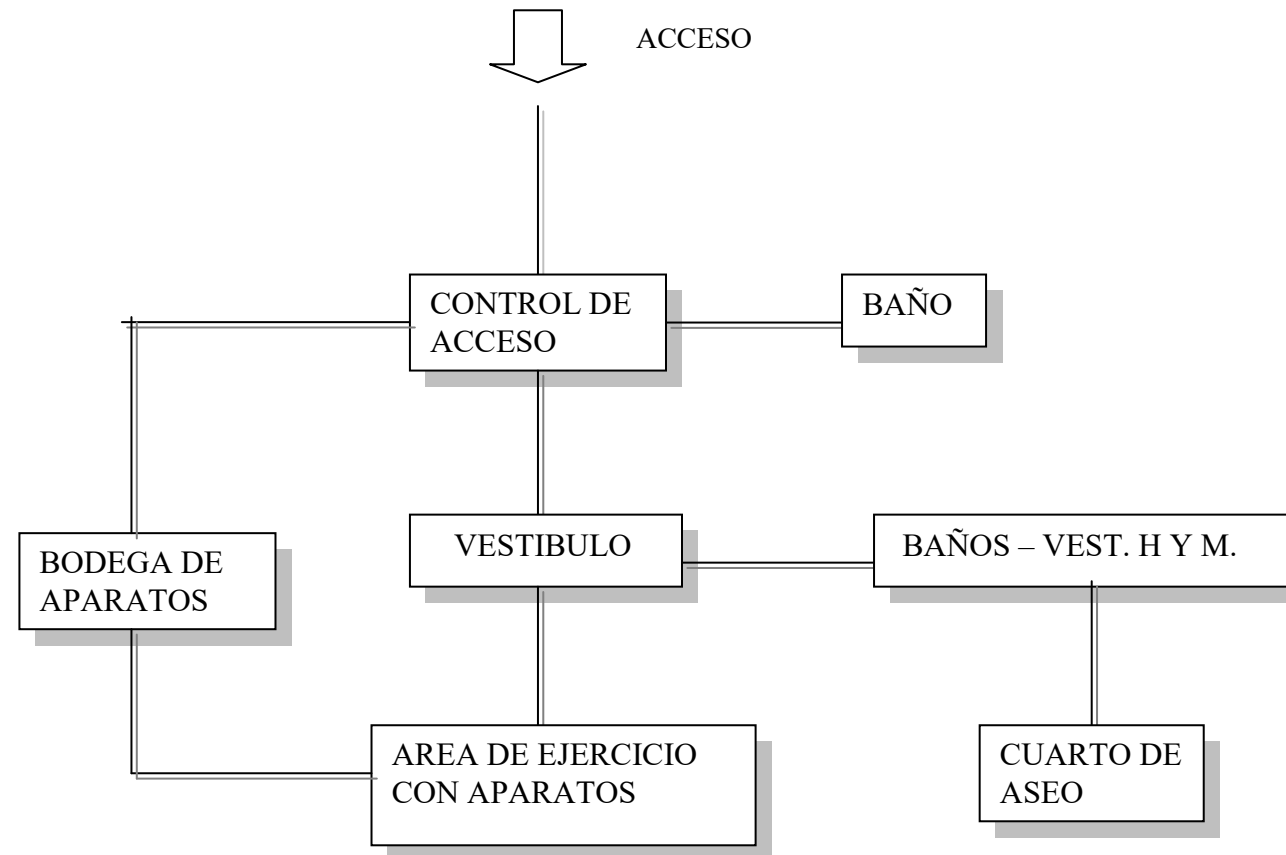 ACCESO
CONTROL DE
ACCESO
BAÑO
BODEGA DE
APARATOS
VESTIBULO
BAÑOS – VEST. H Y M.
AREA DE EJERCICIO
CON APARATOS
CUARTO DE
ASEO